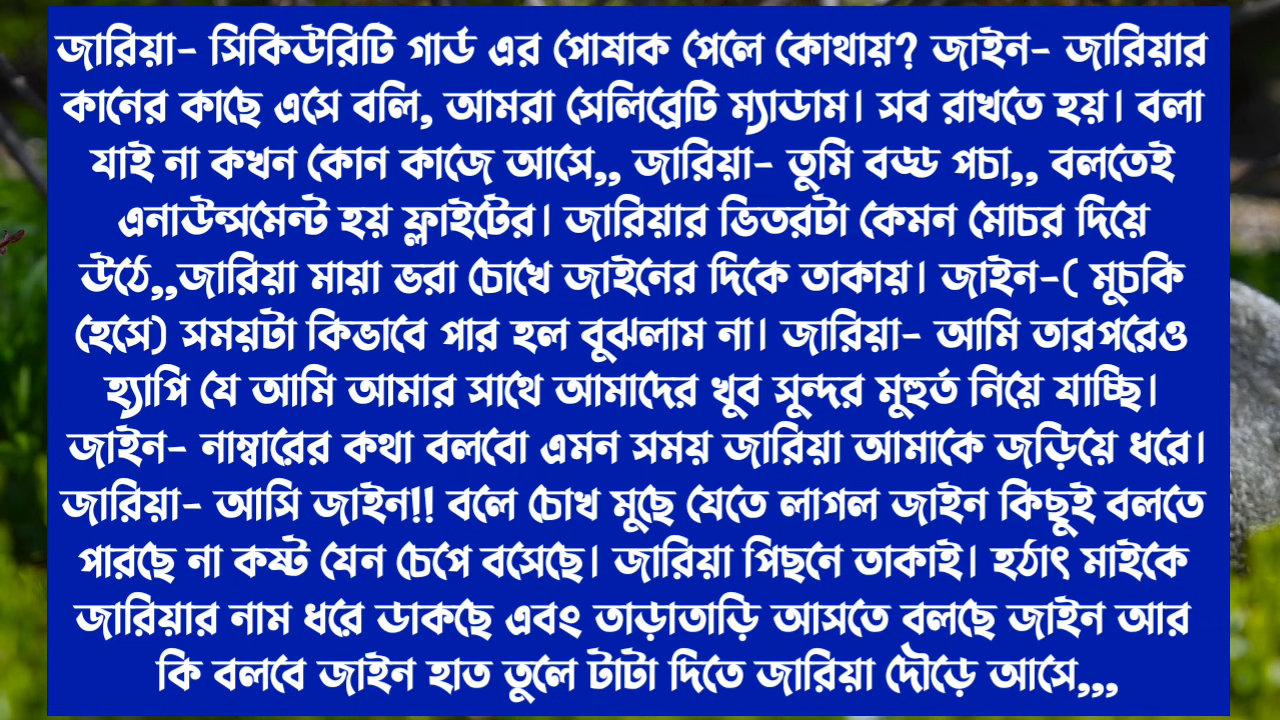 জারিয়া- সিকিউরিটি গার্ড এর পোষাক পেলে কোথায়? জাইন- জারিয়ার
কানের কাছে এসে বলি, আমরা সেলিব্রেটি ম্যাডাম। সব রাখতে হয়। বলা
যাই না কখন কোন কাজে আসে,, জারিয়া- তুমি বড্ড পচা,, বলতেই
এনাউন্সমেন্ট হয় ফ্লাইটের। জারিয়ার ভিতরটা কেমন মোচর দিয়ে
উঠে,,জারিয়া মায়া ভরা চোখে জাইনের দিকে তাকায়। জাইন-( মুচকি
হেসে) সময়টা কিভাবে পার হল বুঝলাম না। জারিয়া- আমি তারপরেও
হ্যাপি যে আমি আমার সাথে আমাদের খুব সুন্দর মুহুর্ত নিয়ে যাচ্ছি।
জাইন- নাম্বারের কথা বলবো এমন সময় জারিয়া আমাকে জড়িয়ে ধরে।
জারিয়া- আসি জাইন!! বলে চোখ মুছে যেতে লাগল জাইন কিছুই বলতে
পারছে না কষ্ট যেন চেপে বসেছে। জারিয়া পিছনে তাকাই। হঠাৎ মাইকে
জারিয়ার নাম ধরে ডাকছে এবং তাড়াতাড়ি আসতে বলছে জাইন আর
কি বলবে জাইন হাত তুলে টাটা দিতে জারিয়া দৌড়ে আসে,,,